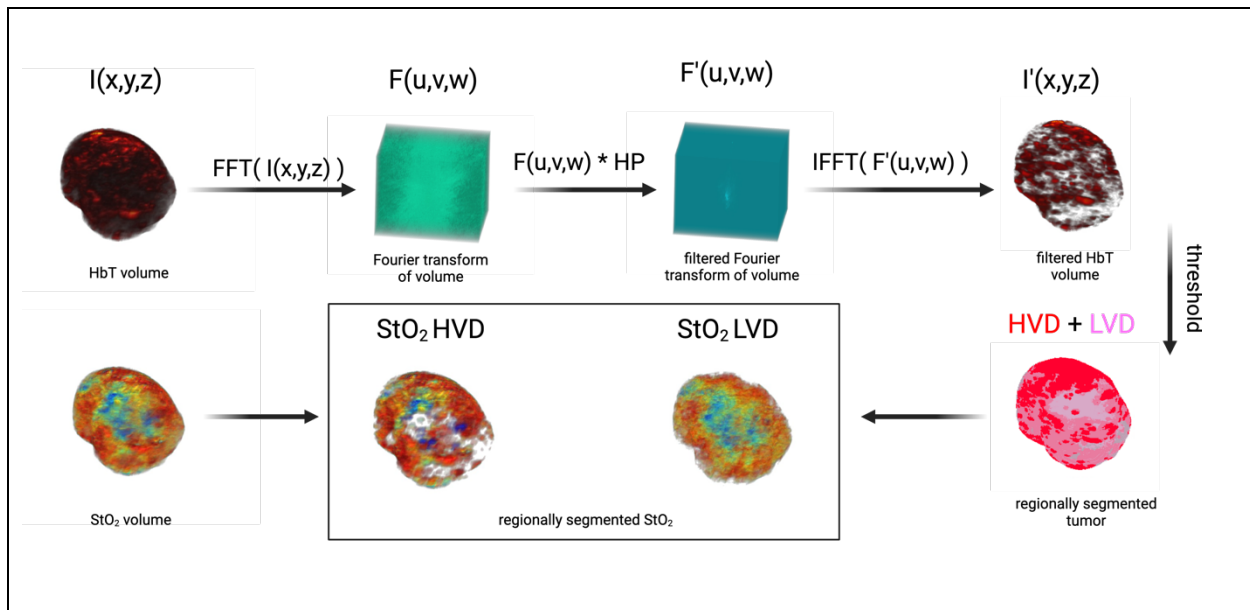 I(x,y,z)
F(u,v,w)
F'(u,v,w)
I'(x,y,z)
FFT( I(x,y,z) )
F(u,v,w) * HP
IFFT( F'(u,v,w) )
HbT volume
Fourier transform
of volume
filtered Fourier
transform of volume
filtered HbT
volume
threshold
StO₂ HVD
StO₂ LVD
HVD + LVD
StO₂ volume
regionally segmented StO₂
regionally segmented
tumor